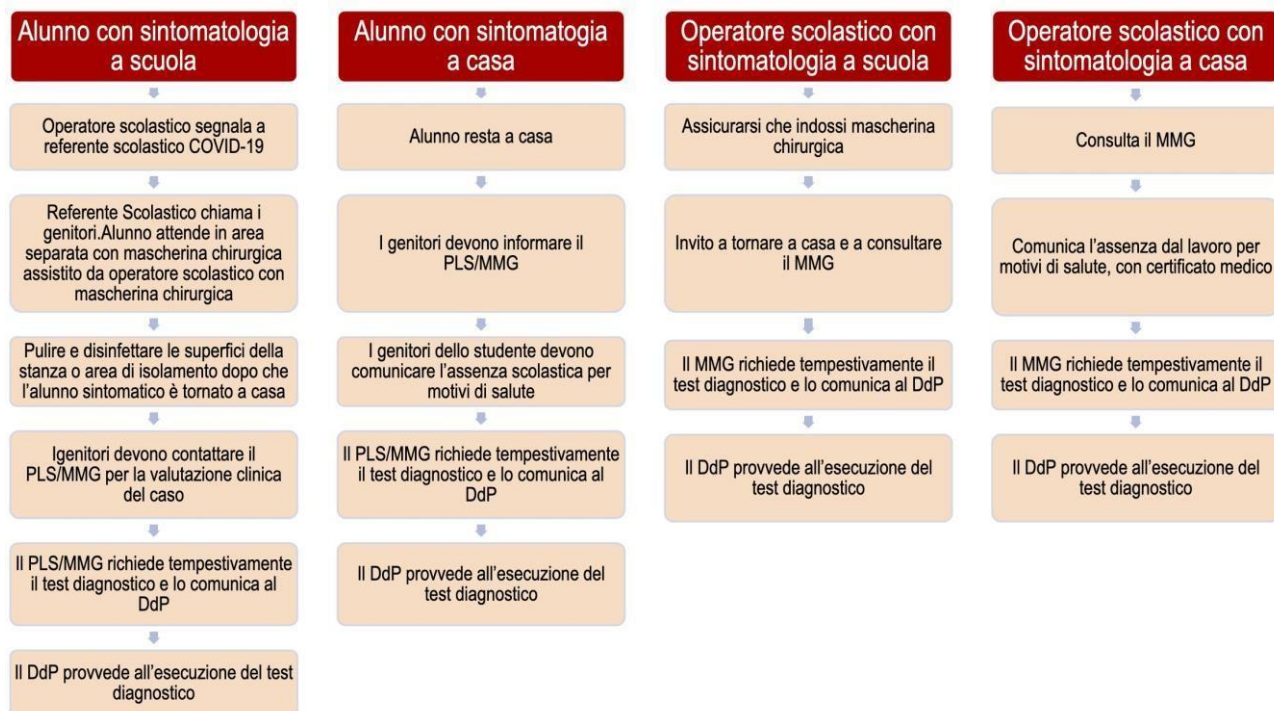 Alunno con sintomatologia
a scuola
Operatore scolastico segnala a
referente scolastico COVID-19
Referente Scolastico chiama i
genitori.Alunno attende in area
separata con mascherina chirurgica
assistito da operatore scolastico con
mascherina chirurgica
Pulire e disinfettare le superfici della
stanza o area di isolamento dopo che
l'alunno sintomatico è tornato a casa
Igenitori devono contattare il
PLS/MMG per la valutazione clinica
del caso
Il PLS/MMG richiede tempestivamente
il test diagnostico e lo comunica al
DdP
Il DdP provvede all'esecuzione del test
diagnostico
Alunno con sintomatogia
a casa
Alunno resta a casa
I genitori devono informare il
PLS/MMG
I genitori dello studente devono
comunicare l'assenza scolastica per
motivi di salute
Il PLS/MMG richiede tempestivamente
il test diagnostico e lo comunica al
DdP
Il DdP provvede all'esecuzione del
test diagnostico
Operatore scolastico con
sintomatologia a scuola
Assicurarsi che indossi mascherina
chirurgica
Invito a tornare a casa e a consultare
il MMG
Il MMG richiede tempestivamente il
test diagnostico e lo comunica al DdP
Il DdP provvede all'esecuzione del
test diagnostico
Operatore scolastico con
sintomatologia a casa
Consulta il MMG
Comunica l'assenza dal lavoro per
motivi di salute, con certificato medico
Il MMG richiede tempestivamente il
test diagnostico e lo comunica al DdP
Il DdP provvede all'esecuzione del
test diagnostico